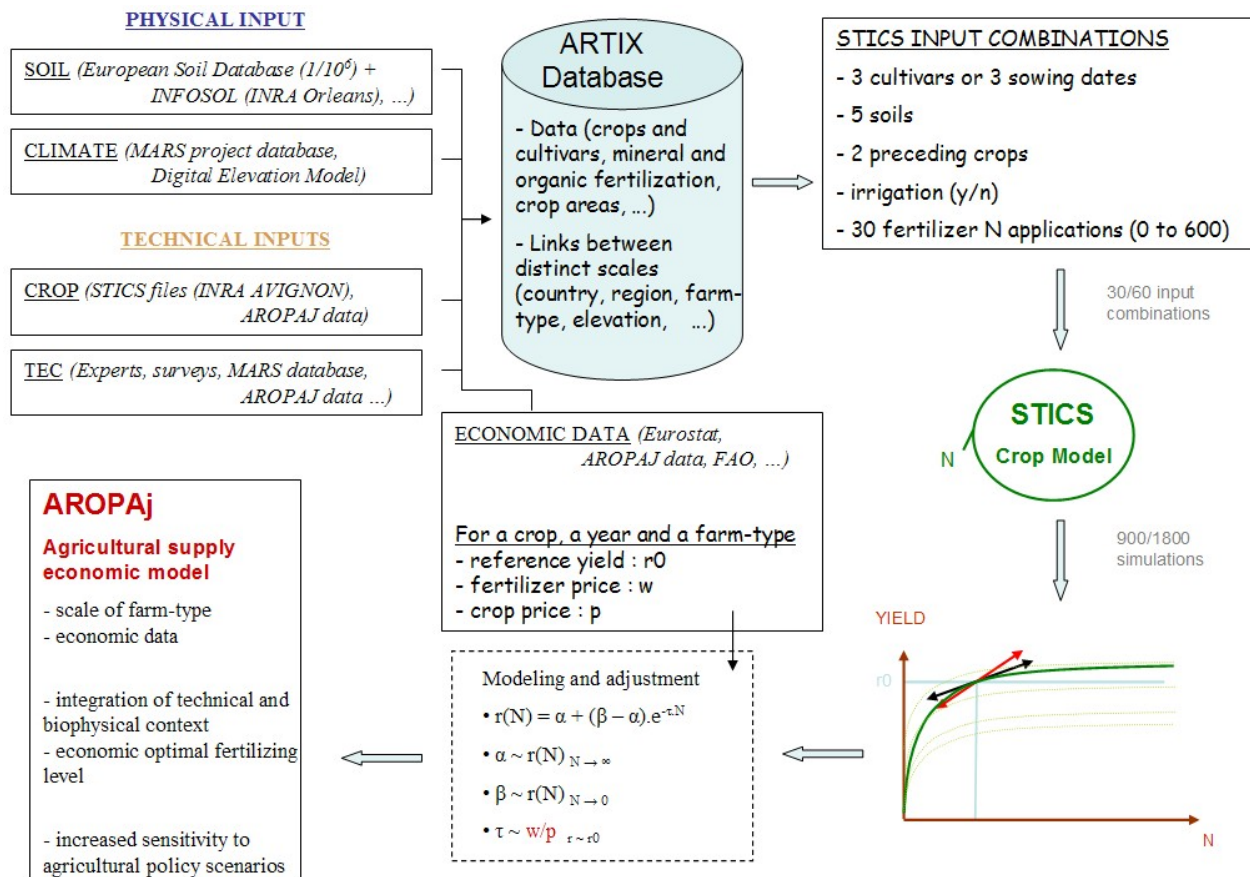 PHYSICAL INPUT
SOIL (European Soil Database (1/10⁶) +
INFOSOL (INRA Orleans), …)
CLIMATE (MARS project database,
Digital Elevation Model)
TECHNICAL INPUTS
CROP (STICS files (INRA AVIGNON),
AROPAJ data)
TEC (Experts, surveys, MARS database,
AROPAJ data …)
ARTIX
Database
- Data (crops and
cultivars, mineral and
organic fertilization,
crop areas, …)
- Links between
distinct scales
(country, region, farm-
type, elevation, …)
STICS INPUT COMBINATIONS
- 3 cultivars or 3 sowing dates
- 5 soils
- 2 preceding crops
- irrigation (y/n)
- 30 fertilizer N applications (0 to 600)
30/60 input
combinations
STICS
Crop Model
N
900/1800
simulations
YIELD
r0
N
ECONOMIC DATA (Eurostat,
AROPAJ data, FAO, …)
For a crop, a year and a farm-type
- reference yield : r0
- fertilizer price : w
- crop price : p
Modeling and adjustment
• r(N) = α + (β – α).e^-τ.N
• α ~ r(N) N → ∞
• β ~ r(N) N → 0
• τ ~ w/p r ~ r0
AROPAj
Agricultural supply
economic model
- scale of farm-type
- economic data
- integration of technical and
biophysical context
- economic optimal fertilizing
level
- increased sensitivity to
agricultural policy scenarios